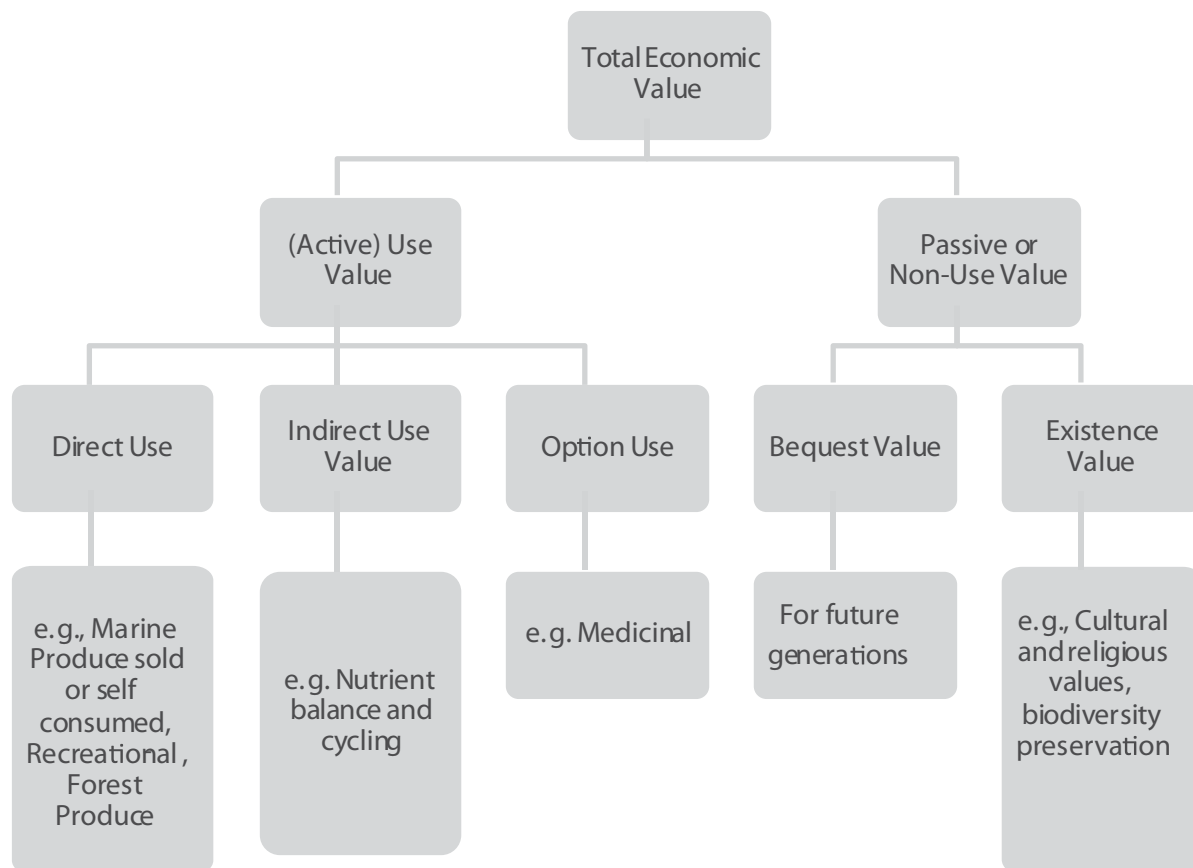 Total Economic
Value
(Active) Use
Value
Passive or
Non-Use Value
Direct Use
Indirect Use
Value
Option Use
Bequest Value
Existence
Value
e.g., Marine
Produce sold
or self
consumed,
Recreational,
Forest
Produce
e.g. Nutrient
balance and
cycling
e.g. Medicinal
For future
generations
e.g., Cultural
and religious
values,
biodiversity
preservation